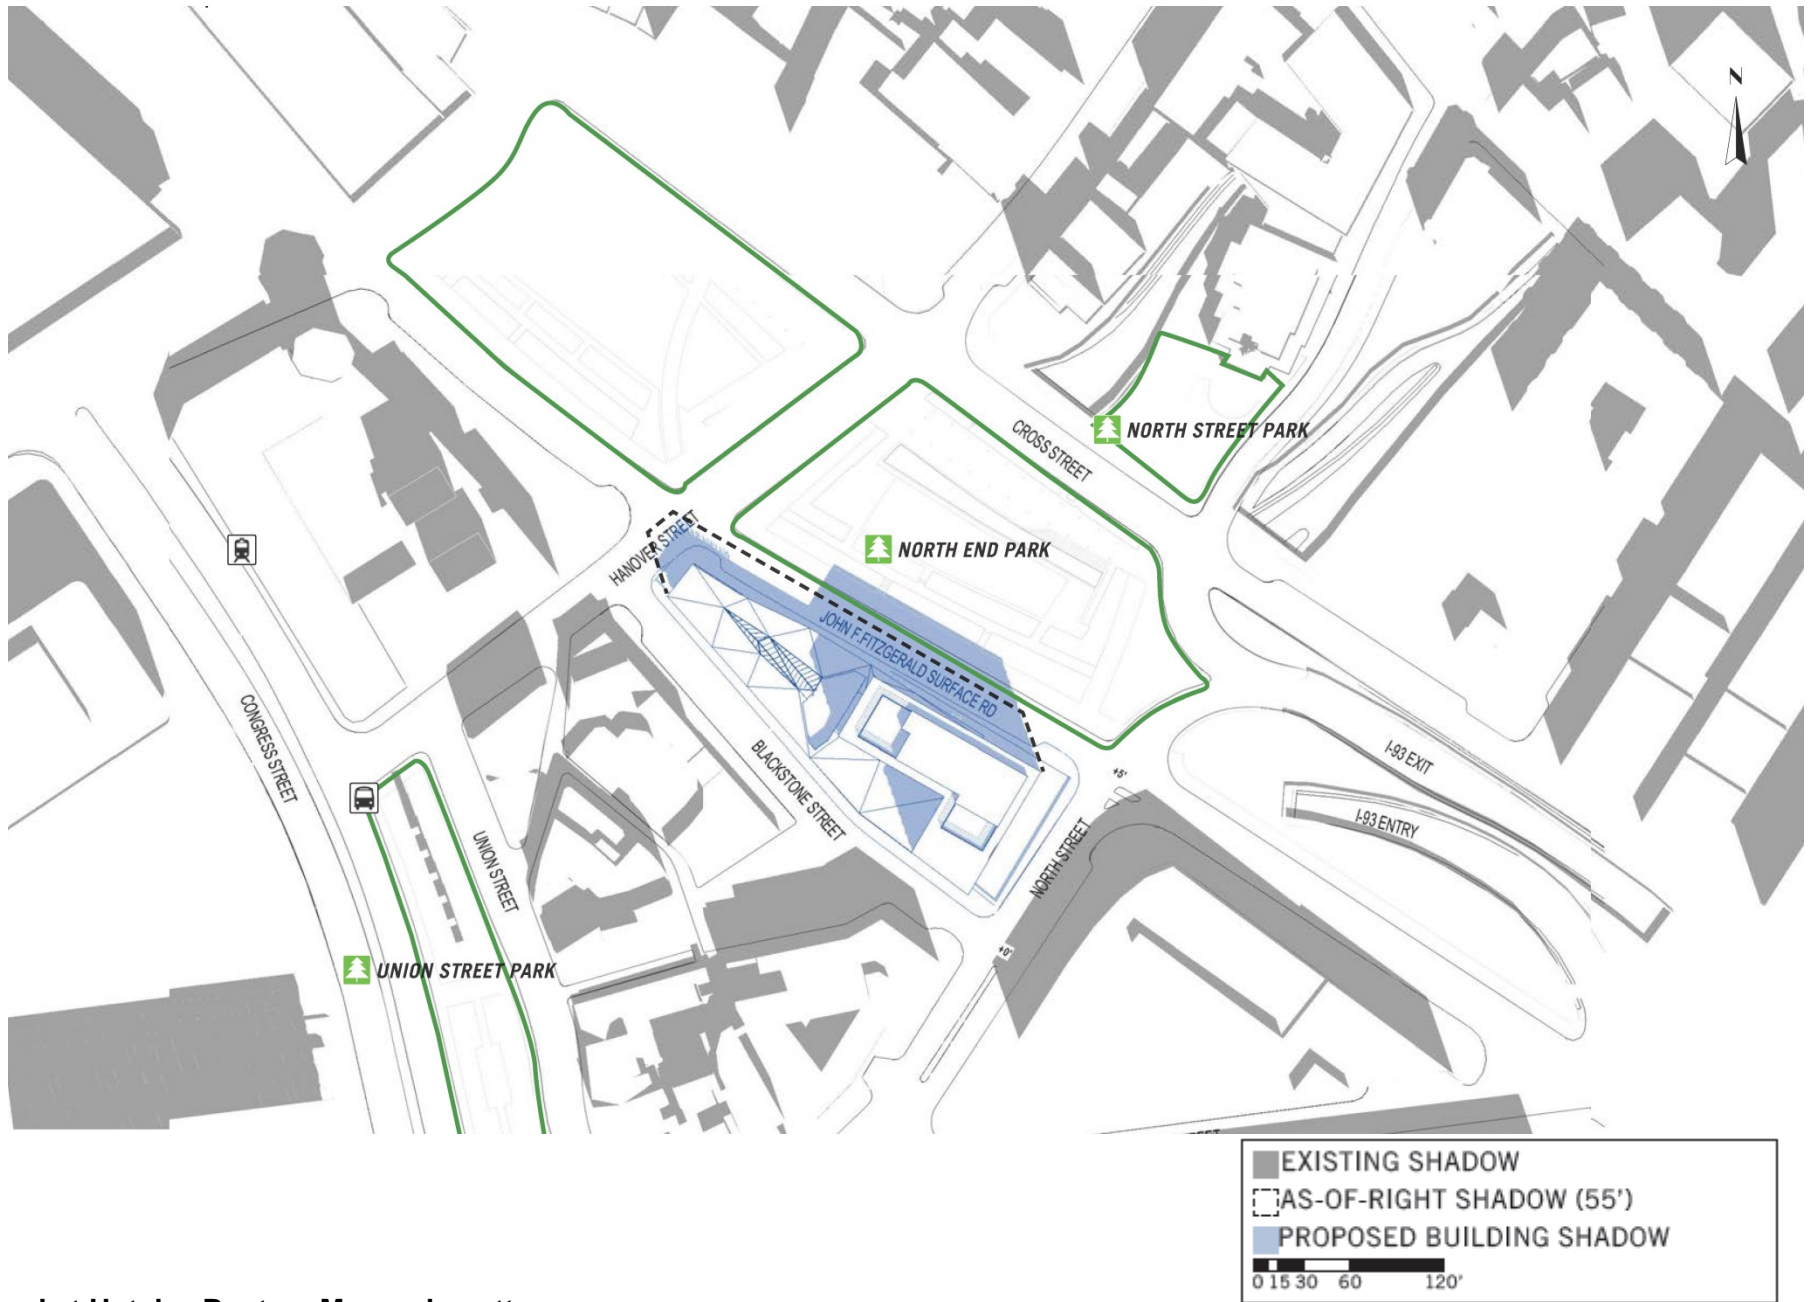 N
CROSS STREET
NORTH STREET PARK
HANOVER STREET
NORTH END PARK
JOHN F.FITZGERALD SURFACE RD
CONGRESS STREET
BLACKSTONE STREET
+5'
I-93 EXIT
I-93 ENTRY
UNION STREET
NORTH STREET
+0'
UNION STREET PARK
EXISTING SHADOW
AS-OF-RIGHT SHADOW (55')
PROPOSED BUILDING SHADOW
0 15 30 60 120'